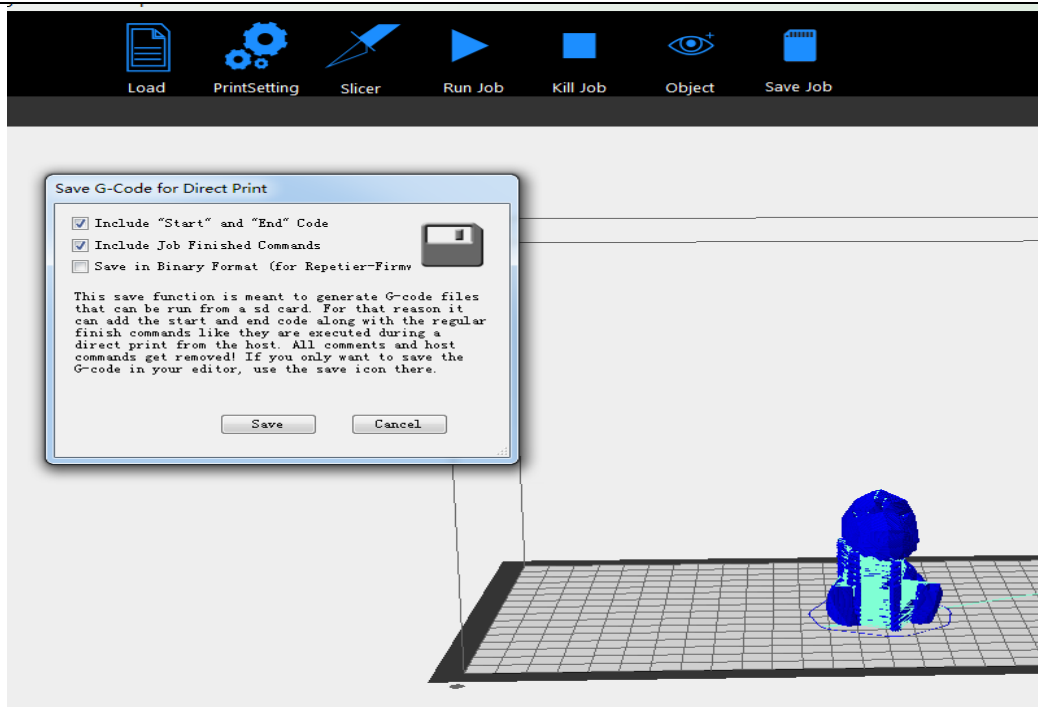 Load PrintSetting Slicer Run Job Kill Job Object Save Job
Save G-Code for Direct Print
Include "Start" and "End" Code
Include Job Finished Commands
Save in Binary Format (for Repetier-Firmw
This save function is meant to generate G-code files
that can be run from a sd card. For that reason it
can add the start and end code along with the regular
finish commands like they are executed during a
direct print from the host. All comments and host
commands get removed! If you only want to save the
G-code in your editor, use the save icon there.
Save Cancel